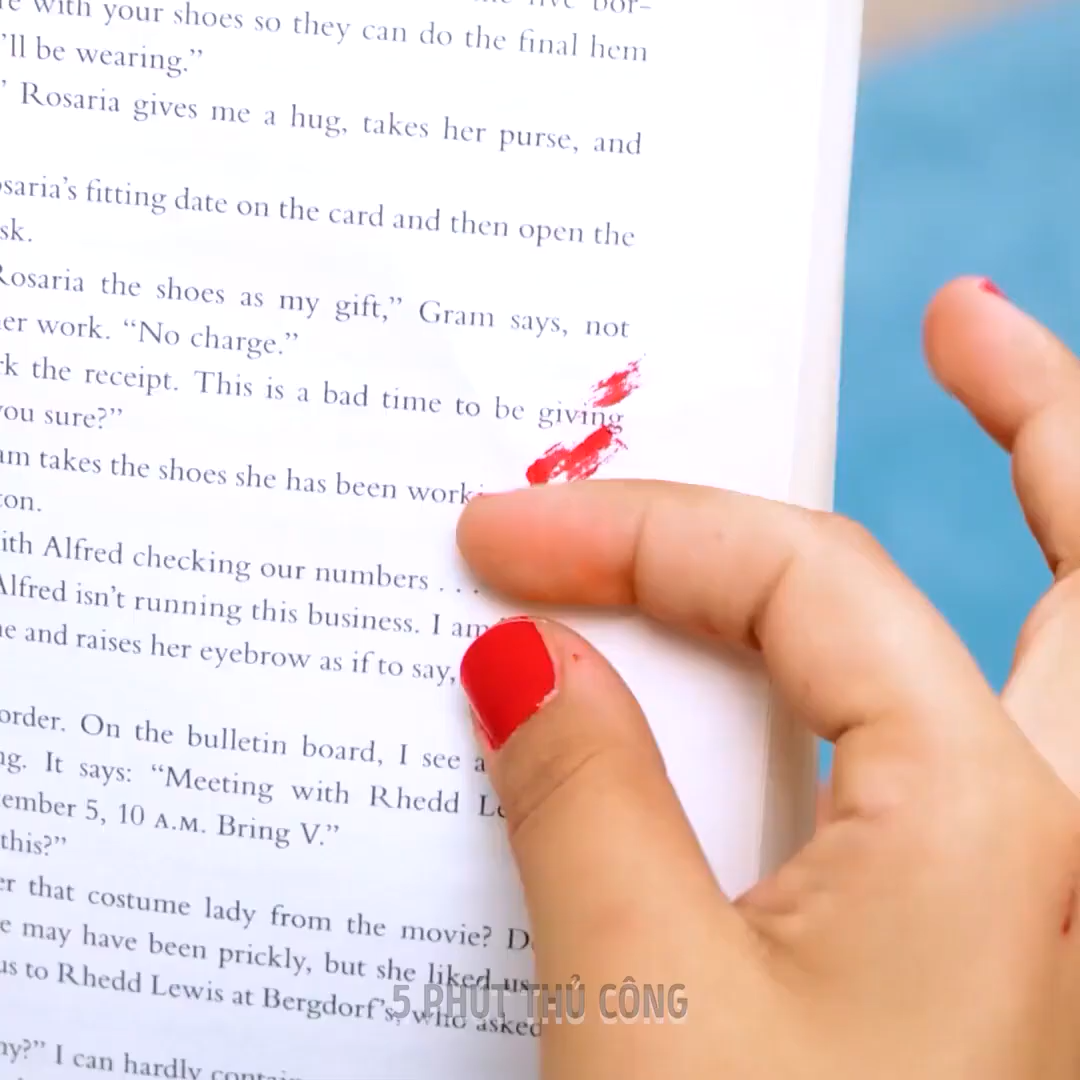 with your shoes so they can do the final hem
'll be wearing.”
” Rosaria gives me a hug, takes her purse, and
osaria's fitting date on the card and then open the
sk.
Rosaria the shoes as my gift,” Gram says, not
er work. “No charge.”
rk the receipt. This is a bad time to be giving
you sure?”
am takes the shoes she has been work
ton.
ith Alfred checking our numbers . . .
Alfred isn't running this business. I am
ne and raises her eyebrow as if to say,
order. On the bulletin board, I see a
ng. It says: “Meeting with Rhedd Le
ember 5, 10 A.M. Bring V.”
this?”
er that costume lady from the movie? D
e may have been prickly, but she liked us
us to Rhedd Lewis at Bergdorf's, who asked
ny?” I can hardly contain
5 PHÚT THỦ CÔNG